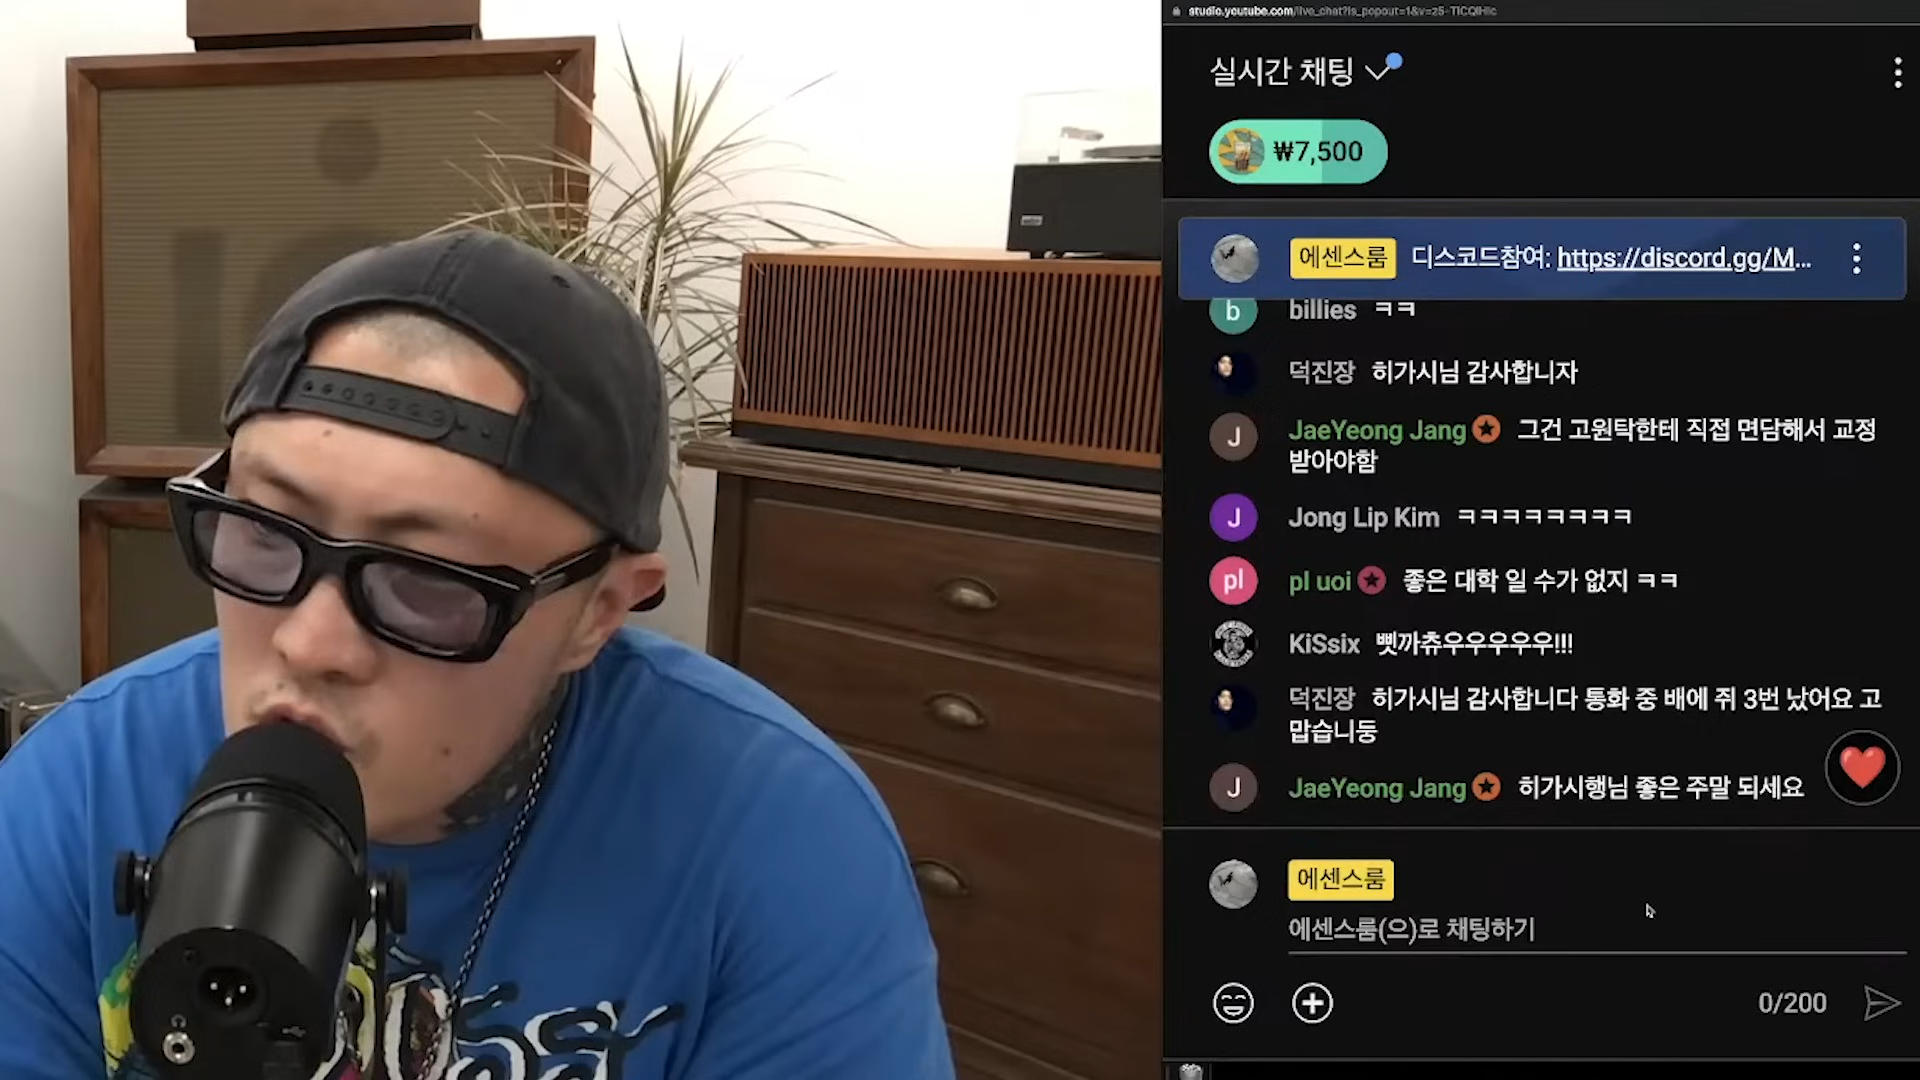 studio.youtube.com/live_chat?is_popout=1&v=z5-TICQIHIc
실시간 채팅
₩7,500
에센스룸 디스코드참여: https://discord.gg/M...
b billies ㅋㅋ
덕진장 히가시님 감사합니자
J JaeYeong Jang 그건 고원탁한테 직접 면담해서 교정
받아야함
J Jong Lip Kim ㅋㅋㅋㅋㅋㅋㅋㅋ
pl pl uoi 좋은 대학 일 수가 없지 ㅋㅋ
KiSsix 삣까츄우우우우우!!!
덕진장 히가시님 감사합니다 통화 중 배에 쥐 3번 났어요 고
맙습니둥
J JaeYeong Jang 히가시행님 좋은 주말 되세요
에센스룸
에센스룸(으)로 채팅하기
0/200